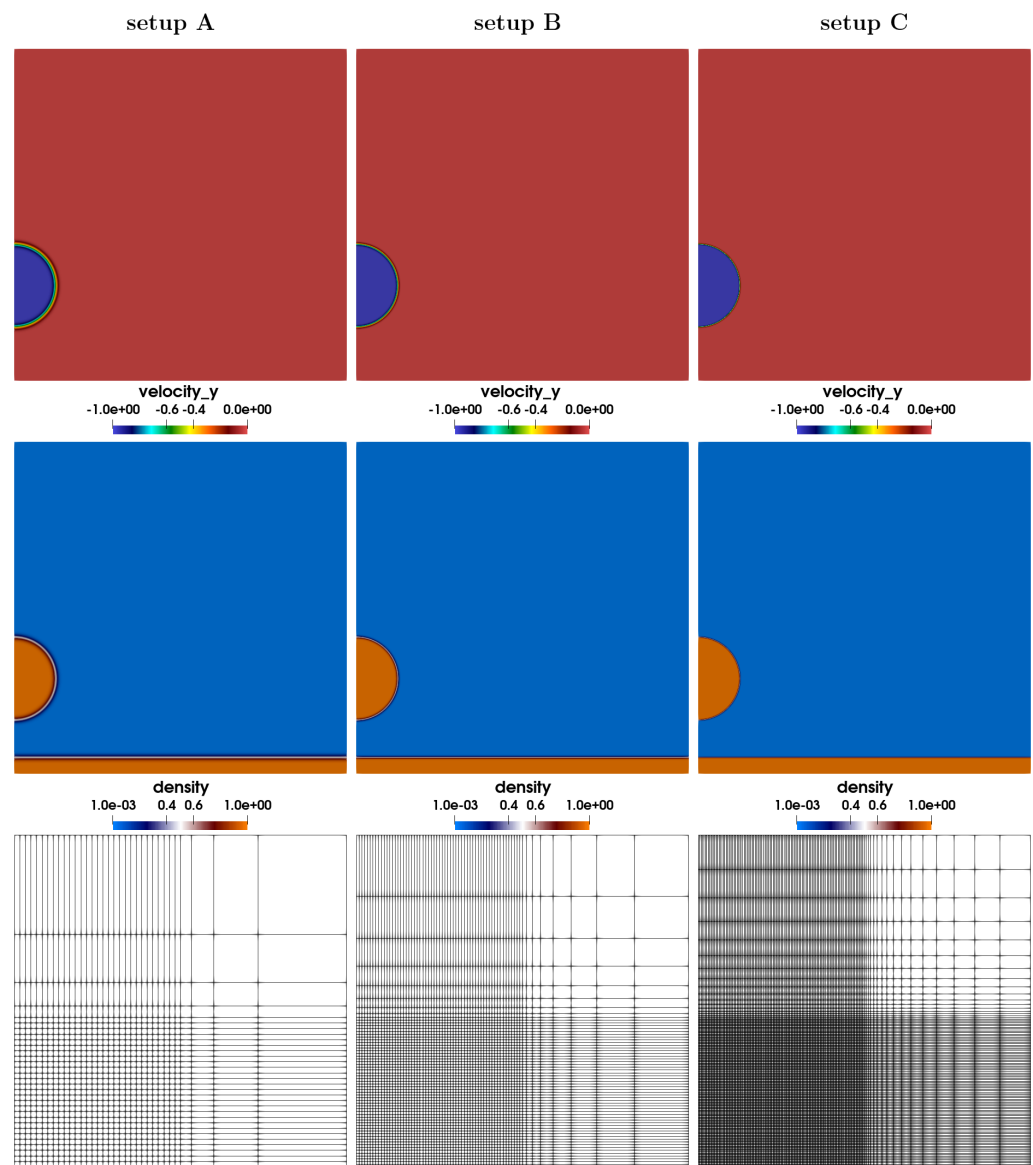 setup A setup B setup C
velocity_y velocity_y velocity_y
-1.0e+00 -0.6 -0.4 0.0e+00 -1.0e+00 -0.6 -0.4 0.0e+00 -1.0e+00 -0.6 -0.4 0.0e+00
density density density
1.0e-03 0.4 0.6 1.0e+00 1.0e-03 0.4 0.6 1.0e+00 1.0e-03 0.4 0.6 1.0e+00